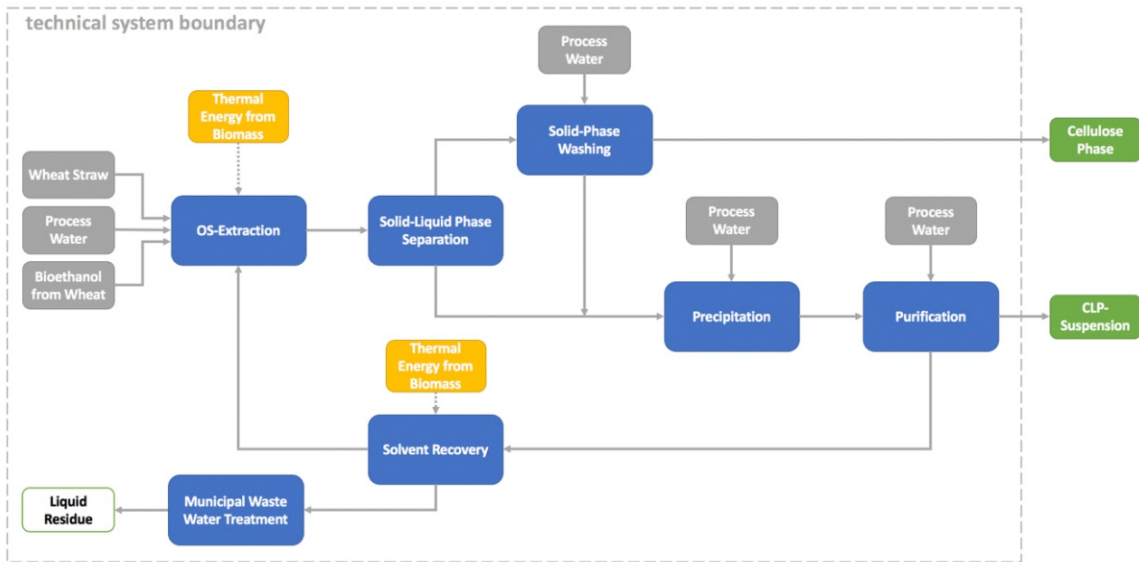 technical system boundary
Process
Water
Thermal
Energy from
Biomass
Solid-Phase
Washing
Cellulose
Phase
Wheat Straw
Process
Water
Bioethanol
from Wheat
OS-Extraction
Solid-Liquid Phase
Separation
Process
Water
Process
Water
Precipitation
Purification
CLP-
Suspension
Thermal
Energy from
Biomass
Solvent Recovery
Municipal Waste
Water Treatment
Liquid
Residue